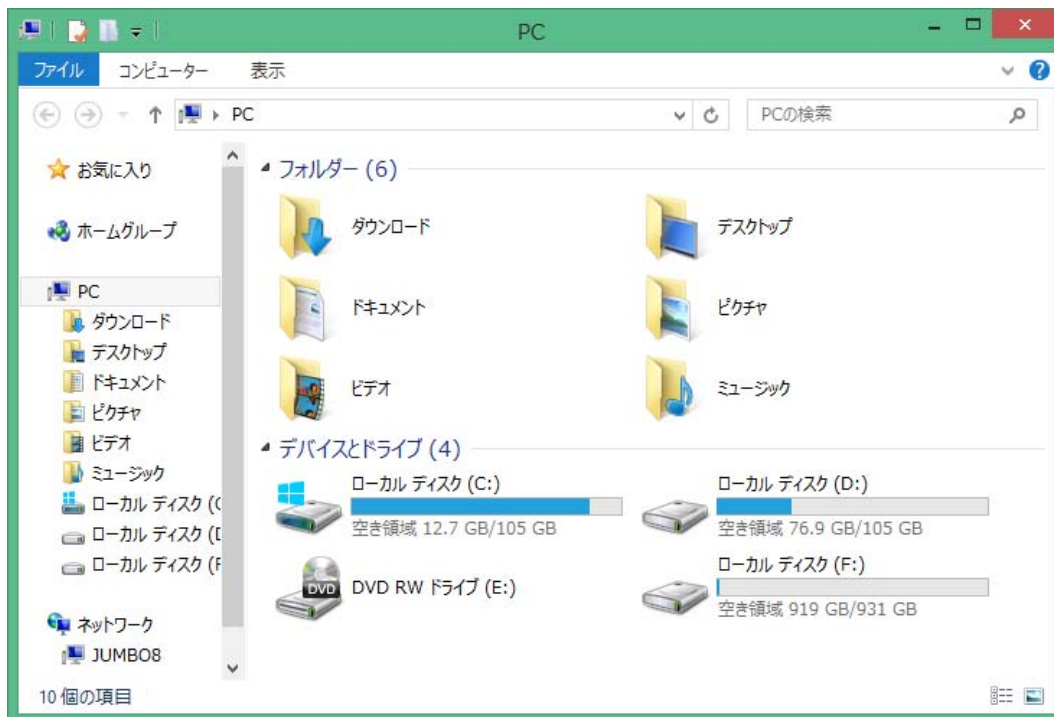 PC
ファイル コンピューター 表示
PC PCの検索
お気に入り
ホームグループ
PC
ダウンロード
デスクトップ
ドキュメント
ピクチャ
ビデオ
ミュージック
ローカル ディスク (C
ローカル ディスク (D
ローカル ディスク (F
ネットワーク
JUMBO8
フォルダー (6)
ダウンロード デスクトップ
ドキュメント ピクチャ
ビデオ ミュージック
デバイスとドライブ (4)
ローカル ディスク (C:)
空き領域 12.7 GB/105 GB
ローカル ディスク (D:)
空き領域 76.9 GB/105 GB
DVD
DVD RW ドライブ (E:)
ローカル ディスク (F:)
空き領域 919 GB/931 GB
10 個の項目